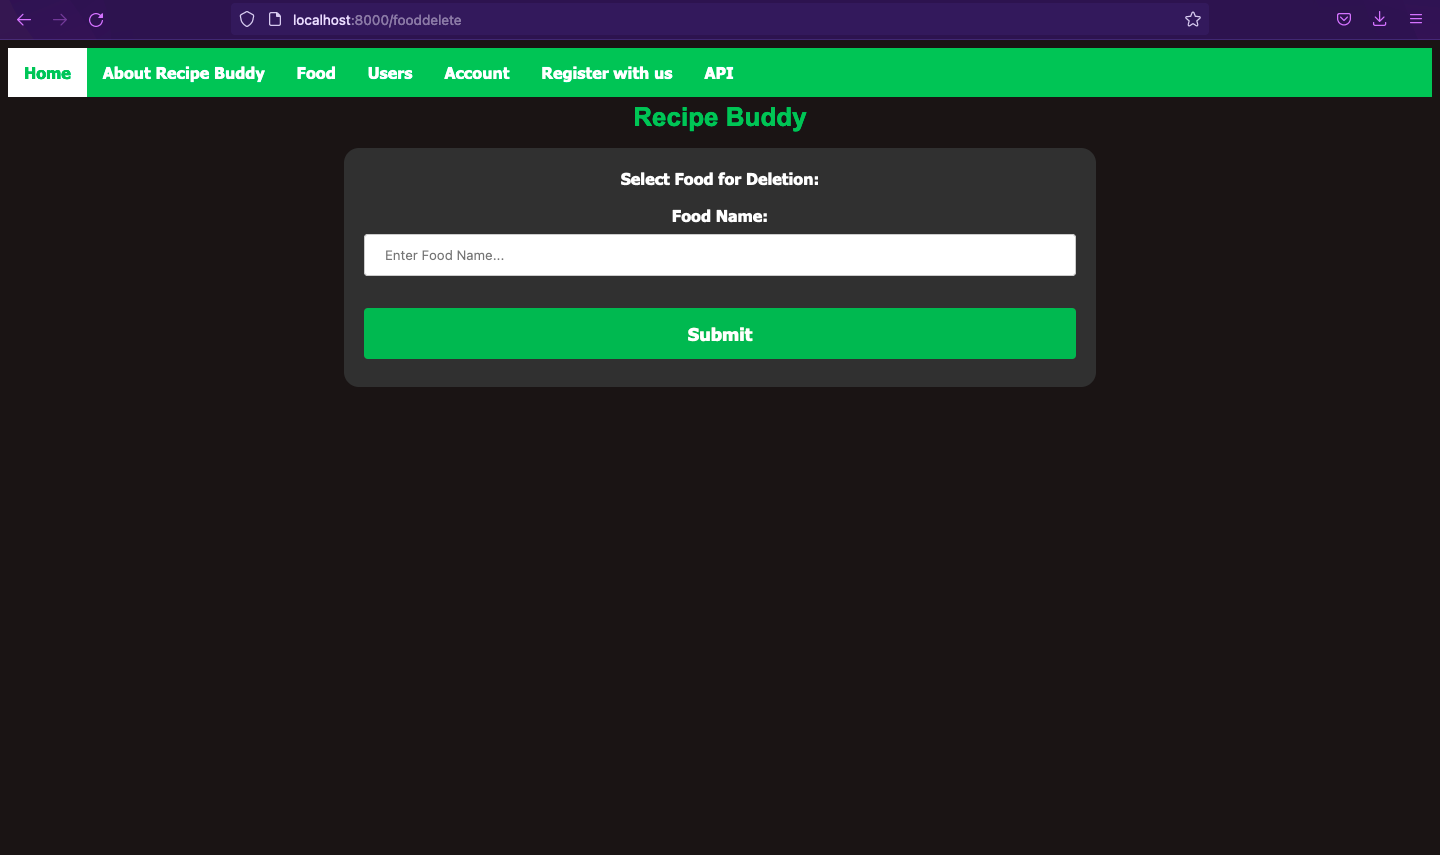 localhost:8000/fooddelete
Home About Recipe Buddy Food Users Account Register with us API
Recipe Buddy
Select Food for Deletion:
Food Name:
Enter Food Name...
Submit